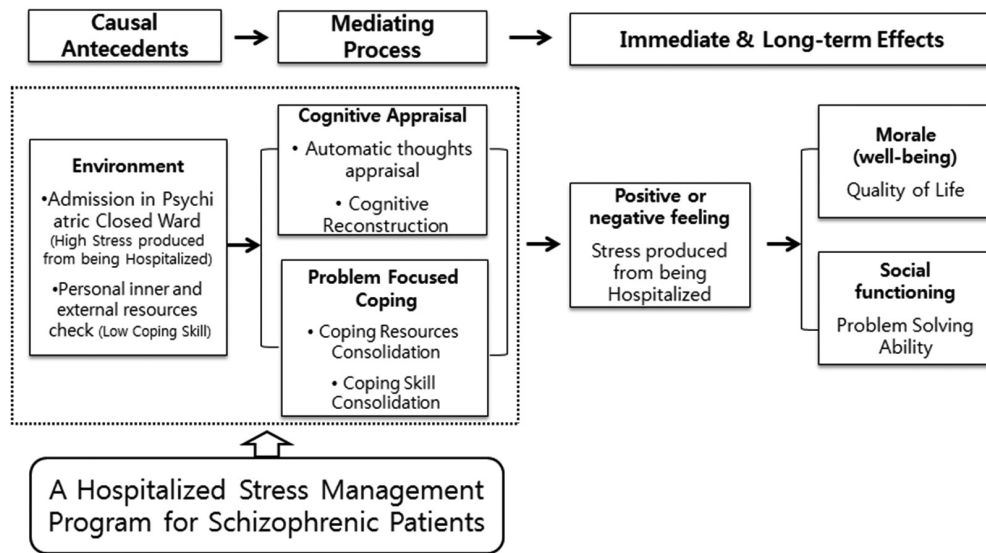 Causal
Antecedents
Mediating
Process
Immediate & Long-term Effects
Environment
•Admission in Psychi
atric Closed Ward
(High Stress produced
from being Hospitalized)
•Personal inner and
external resources
check (Low Coping Skill)
Cognitive Appraisal
• Automatic thoughts
appraisal
• Cognitive
Reconstruction
Problem Focused
Coping
• Coping Resources
Consolidation
• Coping Skill
Consolidation
Positive or
negative feeling
Stress produced
from being
Hospitalized
Morale
(well-being)
Quality of Life
Social
functioning
Problem Solving
Ability
A Hospitalized Stress Management
Program for Schizophrenic Patients